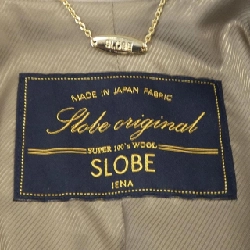 SLOBE
MADE IN JAPAN FABRIC
Slobe original
SUPER 100's WOOL
SLOBE
IENA